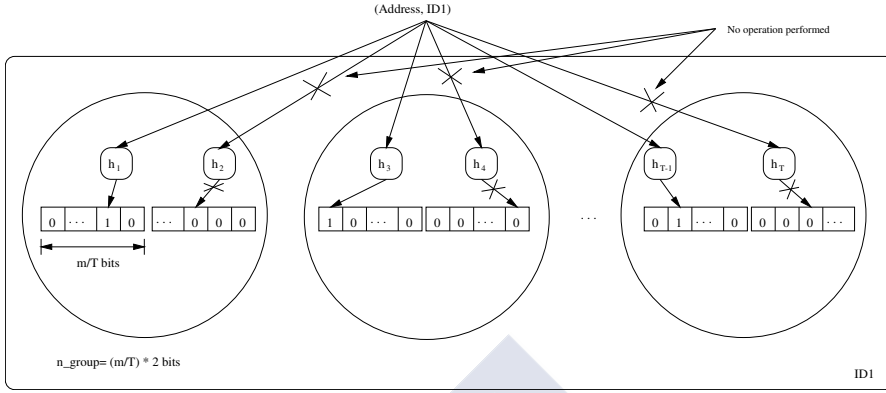 (Address, ID1)
No operation performed
h1 h2 h3 h4 hT-1 hT
0 ··· 1 0 ··· 0 0 0 1 0 ··· 0 0 0 ··· 0 ··· 0 1 ··· 0 0 0 0 ···
m/T bits
n_group= (m/T) * 2 bits
ID1